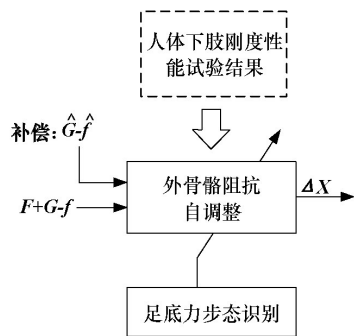 人体下肢刚度性
能试验结果
补偿: Ĝ-f̂
外骨骼阻抗
自调整
F+G-f
ΔX
足底力步态识别